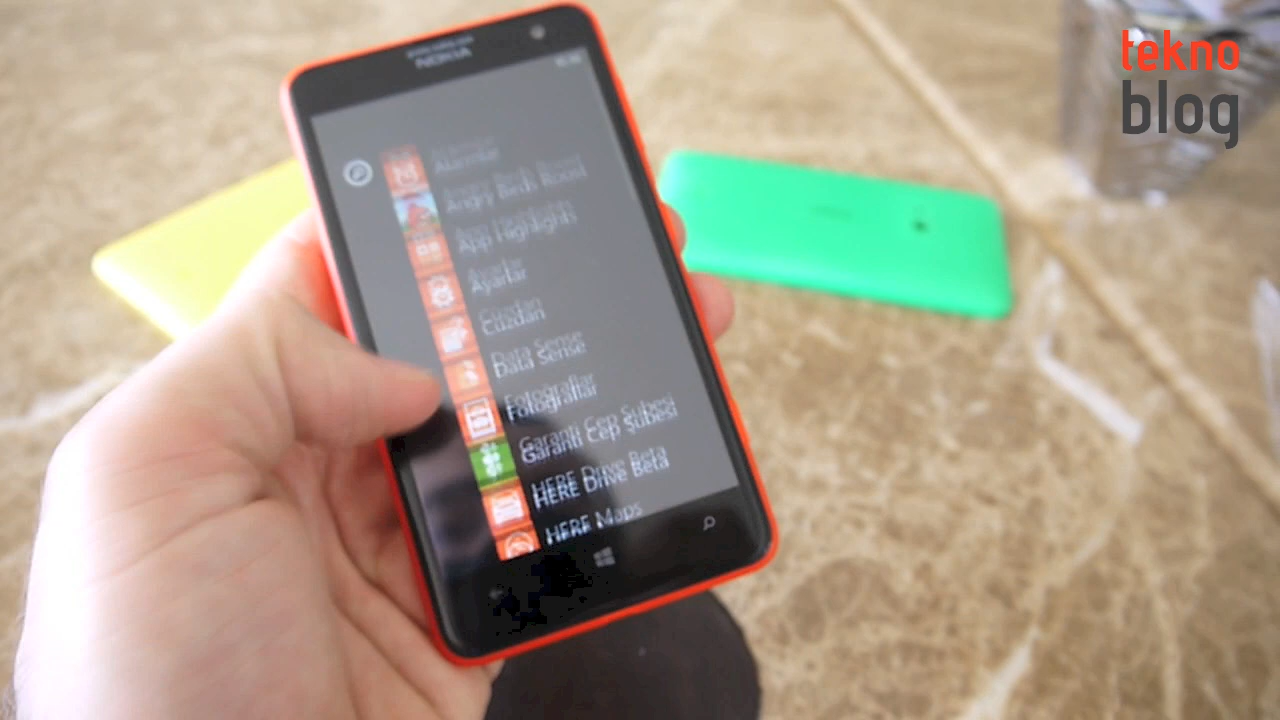 tekno
blog
NOKIA
Alarmlar
Angry Birds Roost
App Highlights
Ayarlar
Cüzdan
Data Sense
Fotoğraflar
Garanti Cep Şubesi
HERE Drive Beta
HERE Maps